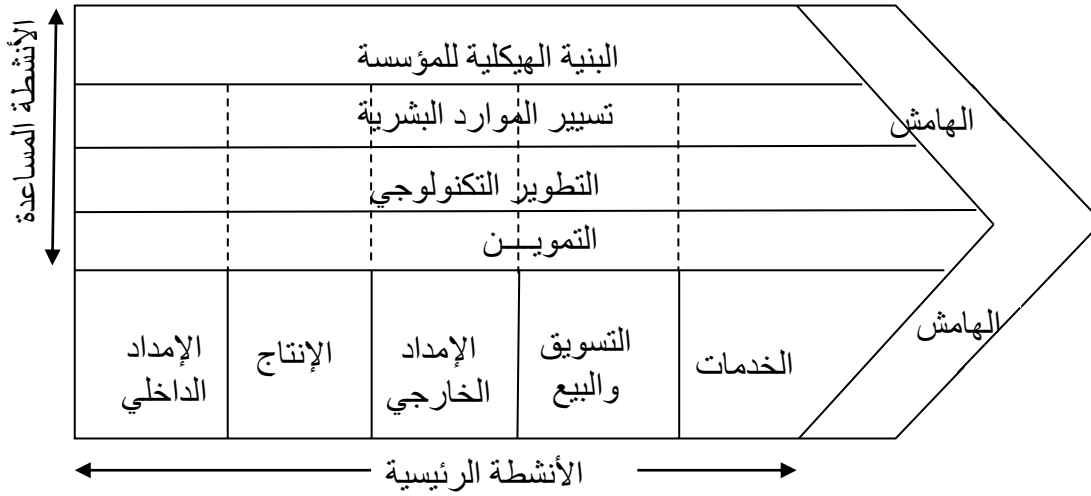 الأنشطة المساعدة
البنية الهيكلية للمؤسسة
تسيير الموارد البشرية
التطوير التكنولوجي
التمويــــن
الهامش
الهامش
الإمداد
الداخلي
الإنتاج
الإمداد
الخارجي
التسويق
والبيع
الخدمات
الأنشطة الرئيسية